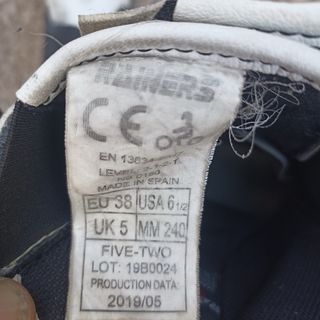 RAINERS
CE
MADE IN SPAIN
EU 38 USA 6 1/2
UK 5 MM 240
FIVE-TWO
LOT: 19B0024
PRODUCTION DATA:
2019/05